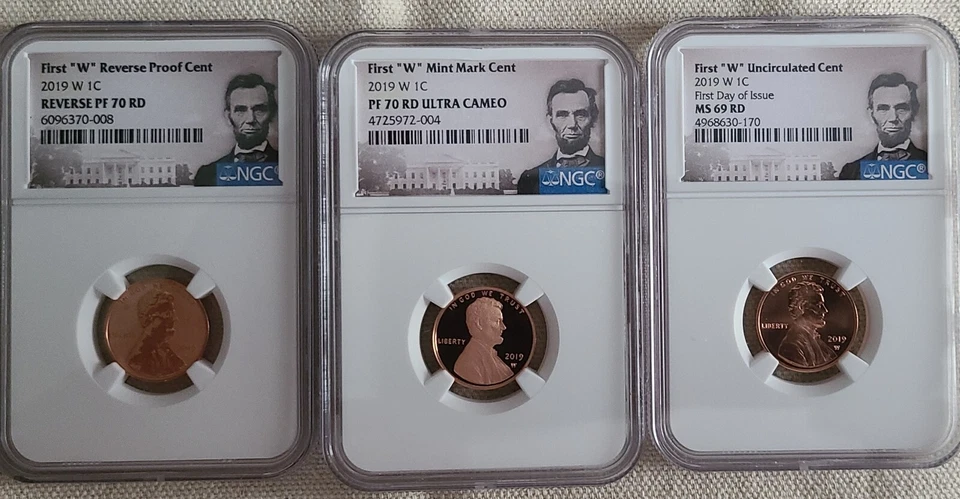 First "W" Reverse Proof Cent
2019 W 1C
REVERSE PF 70 RD
6096370-008
NGC®
First "W" Mint Mark Cent
2019 W 1C
PF 70 RD ULTRA CAMEO
4725972-004
NGC®
IN GOD WE TRUST
LIBERTY
2019
W
First "W" Uncirculated Cent
2019 W 1C
First Day of Issue
MS 69 RD
4968630-170
NGC®
IN GOD WE TRUST
LIBERTY
2019
W